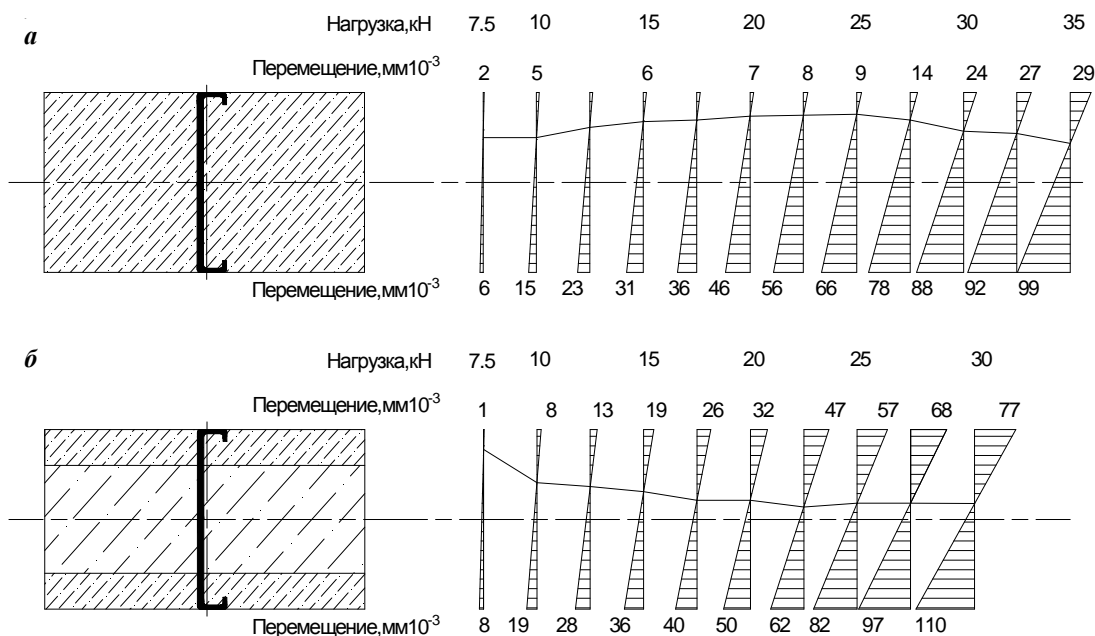 а Нагрузка,кН 7.5 10 15 20 25 30 35
Перемещение,мм10⁻³ 2 5 6 7 8 9 14 24 27 29
Перемещение,мм10⁻³ 6 15 23 31 36 46 56 66 78 88 92 99
б Нагрузка,кН 7.5 10 15 20 25 30
Перемещение,мм10⁻³ 1 8 13 19 26 32 47 57 68 77
Перемещение,мм10⁻³ 8 19 28 36 40 50 62 82 97 110